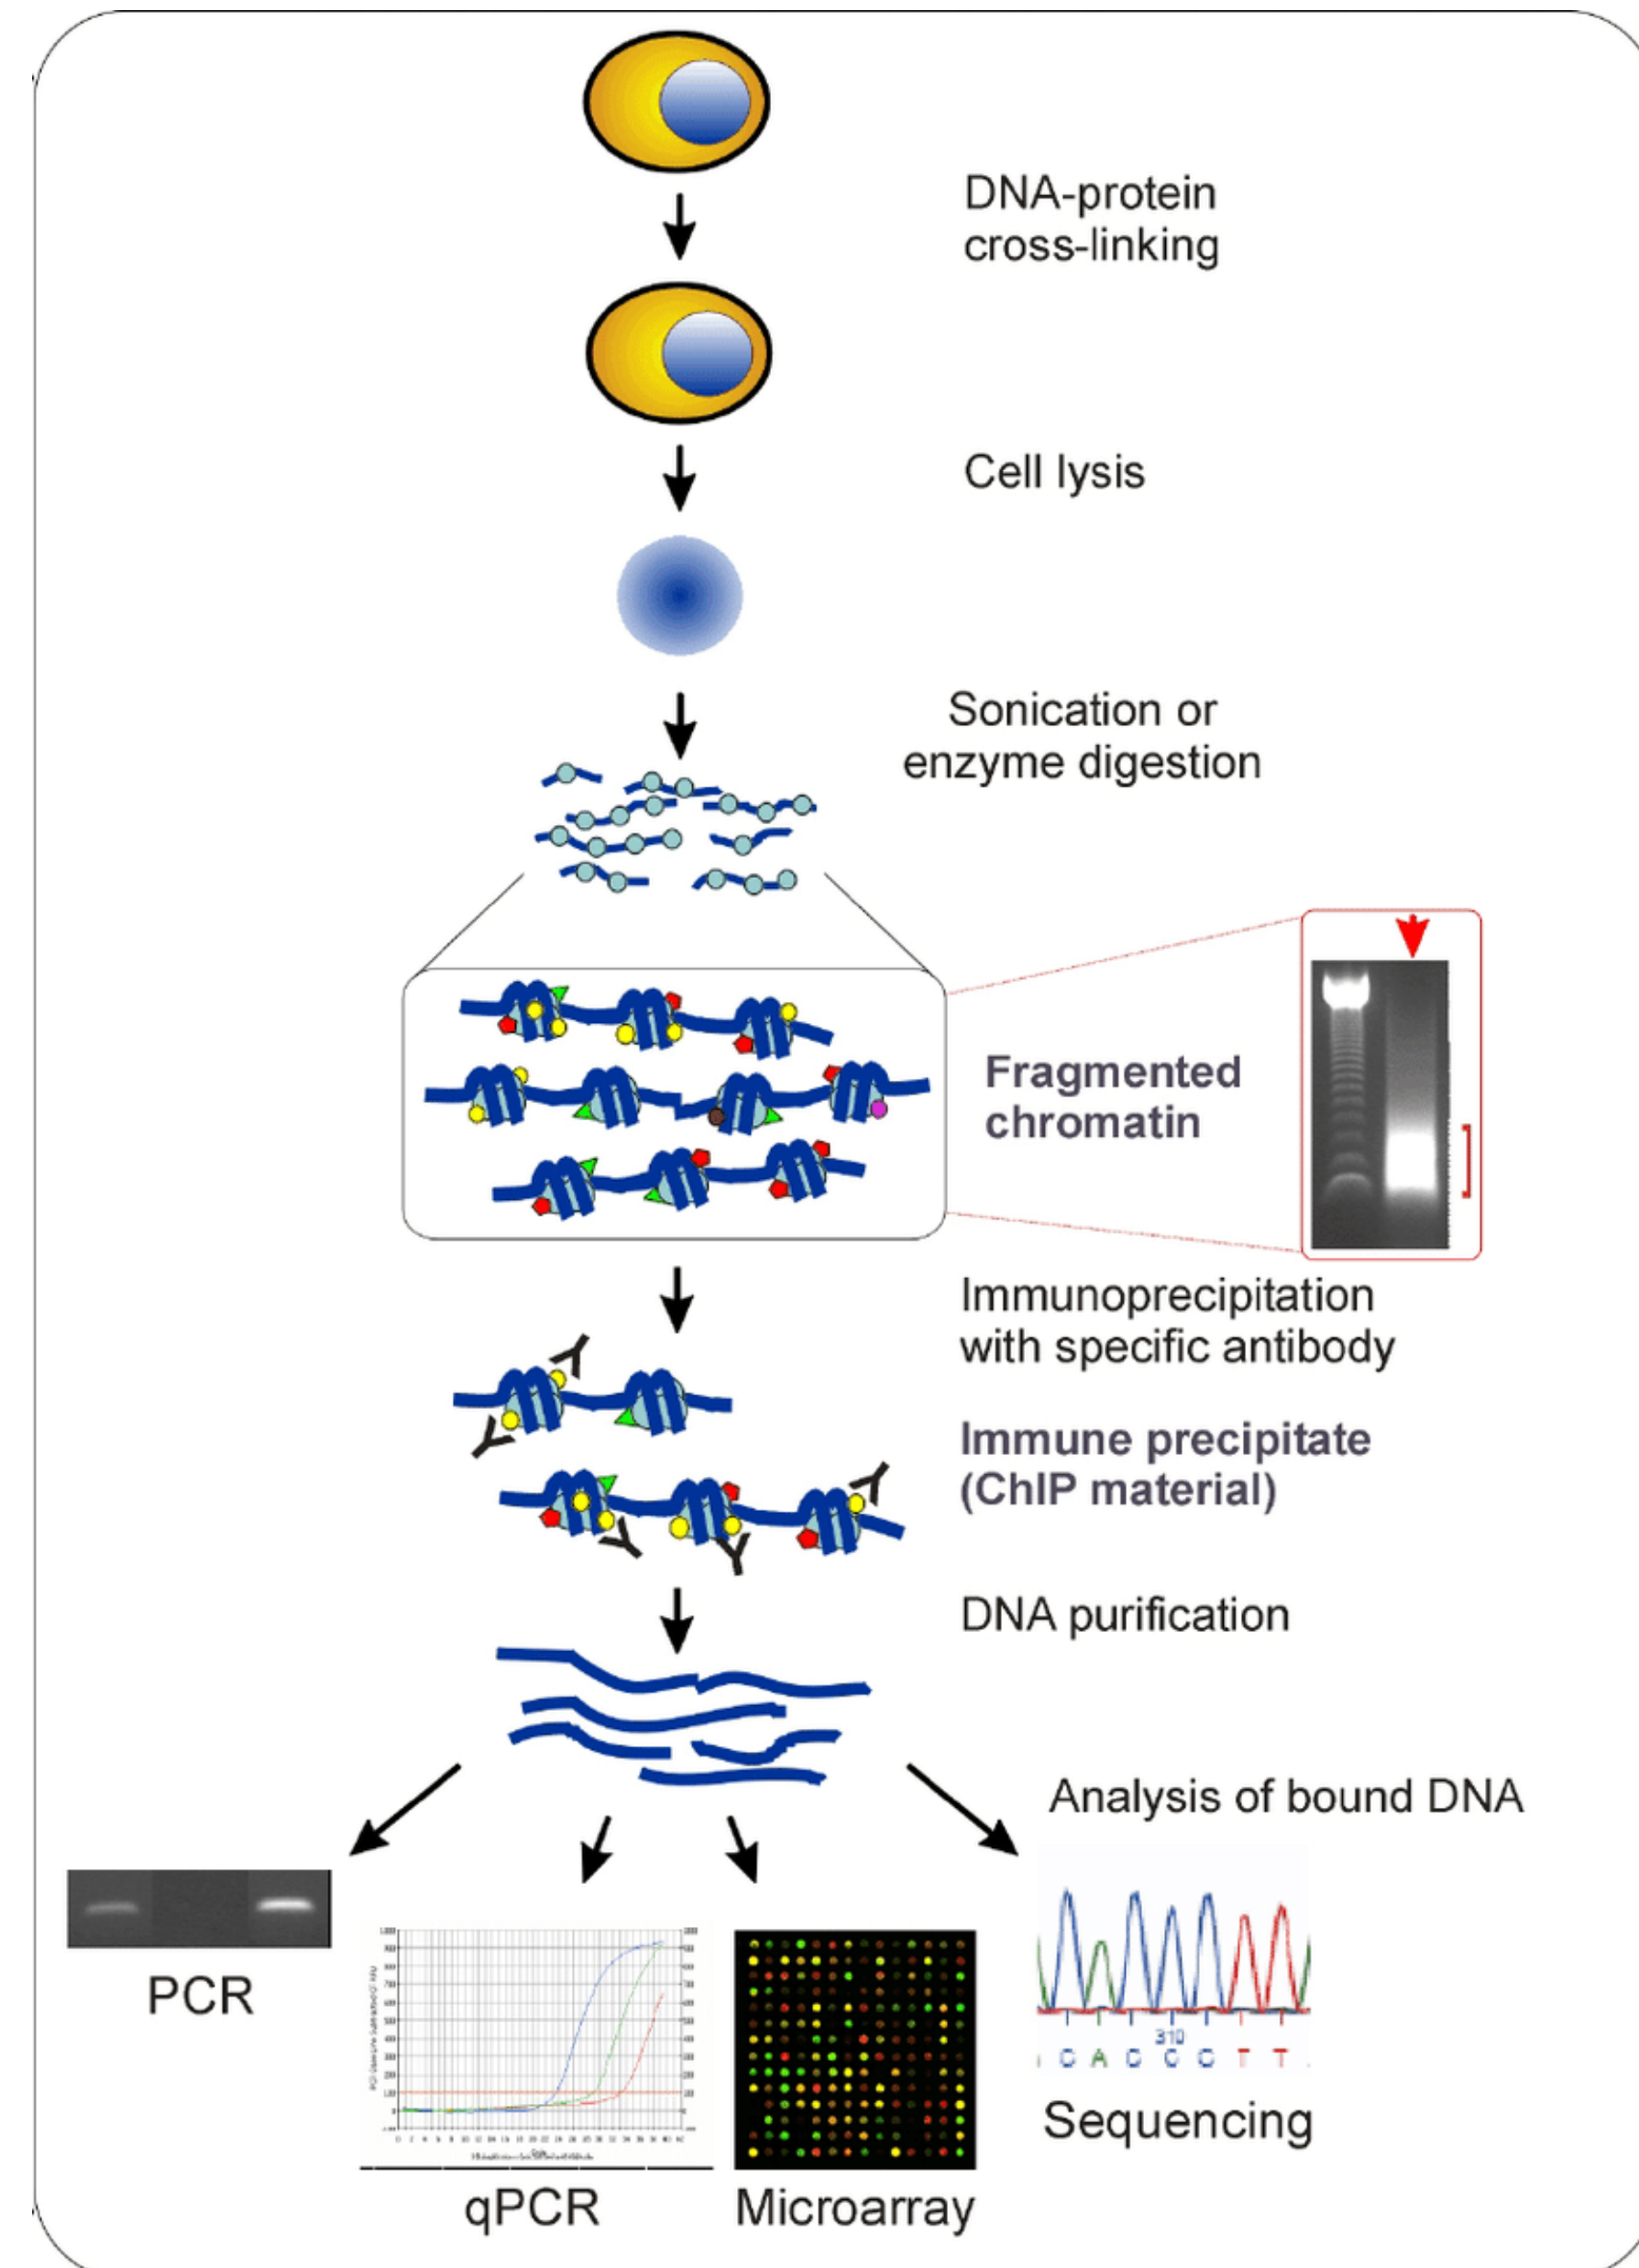 DNA-protein
cross-linking
Cell lysis
Sonication or
enzyme digestion
Fragmented
chromatin
Immunoprecipitation
with specific antibody
Immune precipitate
(ChIP material)
DNA purification
Analysis of bound DNA
PCR
qPCR
Microarray
310
C A C C C T T
Sequencing